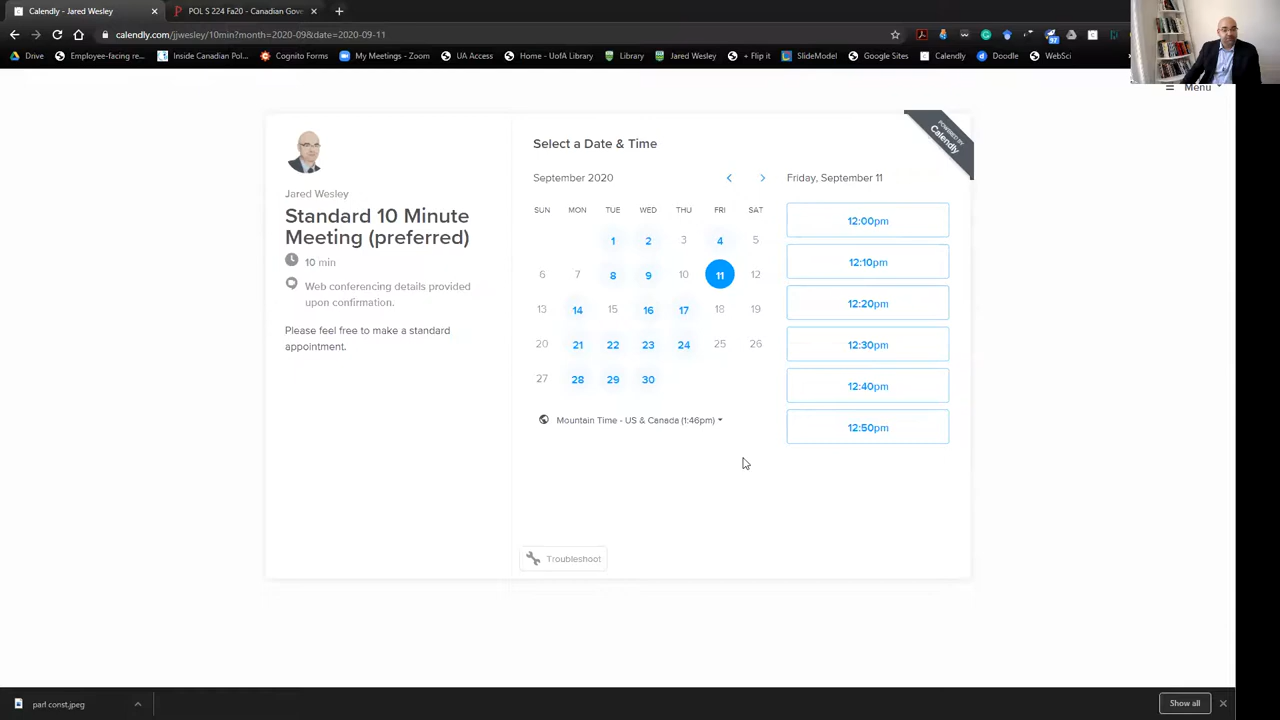 Calendly - Jared Wesley
POL S 224 Fa20 - Canadian Gove
calendly.com/jjwesley/10min?month=2020-09&date=2020-09-11
Drive
Employee-facing re...
UA Access
Inside Canadian Pol...
Cognito Forms
My Meetings - Zoom
Home - UofA Library
Library
Jared Wesley
+ Flip it
SlideModel
Google Sites
Calendly
Doodle
WebSci
Menu
POWERED BY
Calendly
Jared Wesley
Standard 10 Minute
Meeting (preferred)
10 min
Web conferencing details provided
upon confirmation.
Please feel free to make a standard
appointment.
Select a Date & Time
September 2020
SUN MON TUE WED THU FRI SAT
1 2 3 4 5
6 7 8 9 10 11 12
13 14 15 16 17 18 19
20 21 22 23 24 25 26
27 28 29 30
Mountain Time - US & Canada (1:46pm)
Friday, September 11
12:00pm
12:10pm
12:20pm
12:30pm
12:40pm
12:50pm
Troubleshoot
parl const.jpeg
Show all